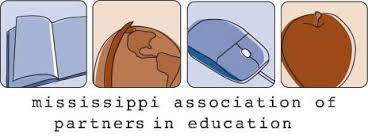 mississippi association of
partners in education